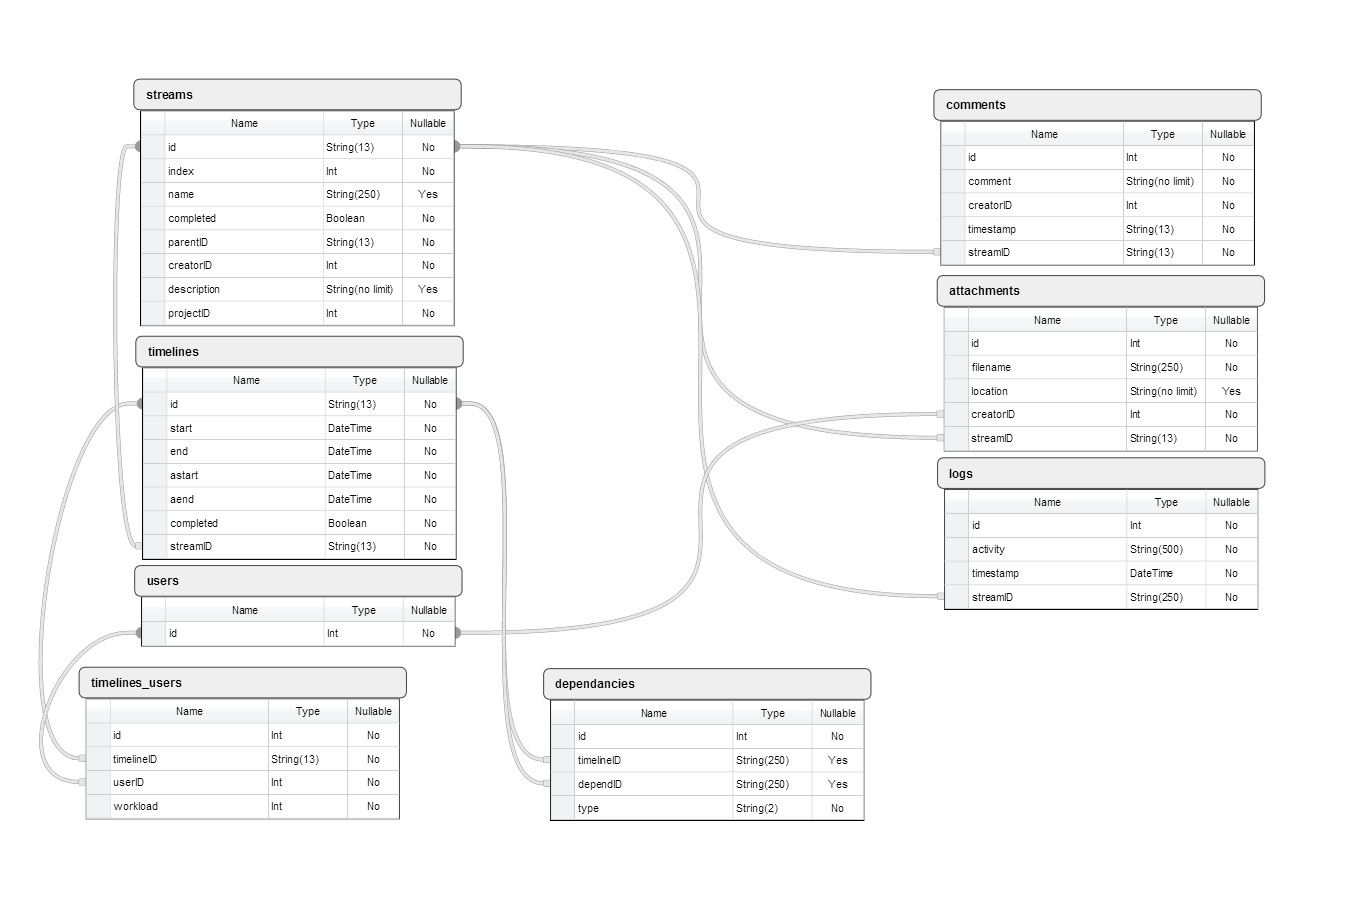 streams
Name Type Nullable
id String(13) No
index Int No
name String(250) Yes
completed Boolean No
parentID String(13) No
creatorID Int No
description String(no limit) Yes
projectID Int No
timelines
Name Type Nullable
id String(13) No
start DateTime No
end DateTime No
astart DateTime No
aend DateTime No
completed Boolean No
streamID String(13) No
users
Name Type Nullable
id Int No
timelines_users
Name Type Nullable
id Int No
timelineID String(13) No
userID Int No
workload Int No
dependancies
Name Type Nullable
id Int No
timelineID String(250) Yes
dependID String(250) Yes
type String(2) No
comments
Name Type Nullable
id Int No
comment String(no limit) No
creatorID Int No
timestamp String(13) No
streamID String(13) No
attachments
Name Type Nullable
id Int No
filename String(250) No
location String(no limit) Yes
creatorID Int No
streamID String(13) No
logs
Name Type Nullable
id Int No
activity String(500) No
timestamp DateTime No
streamID String(250) No